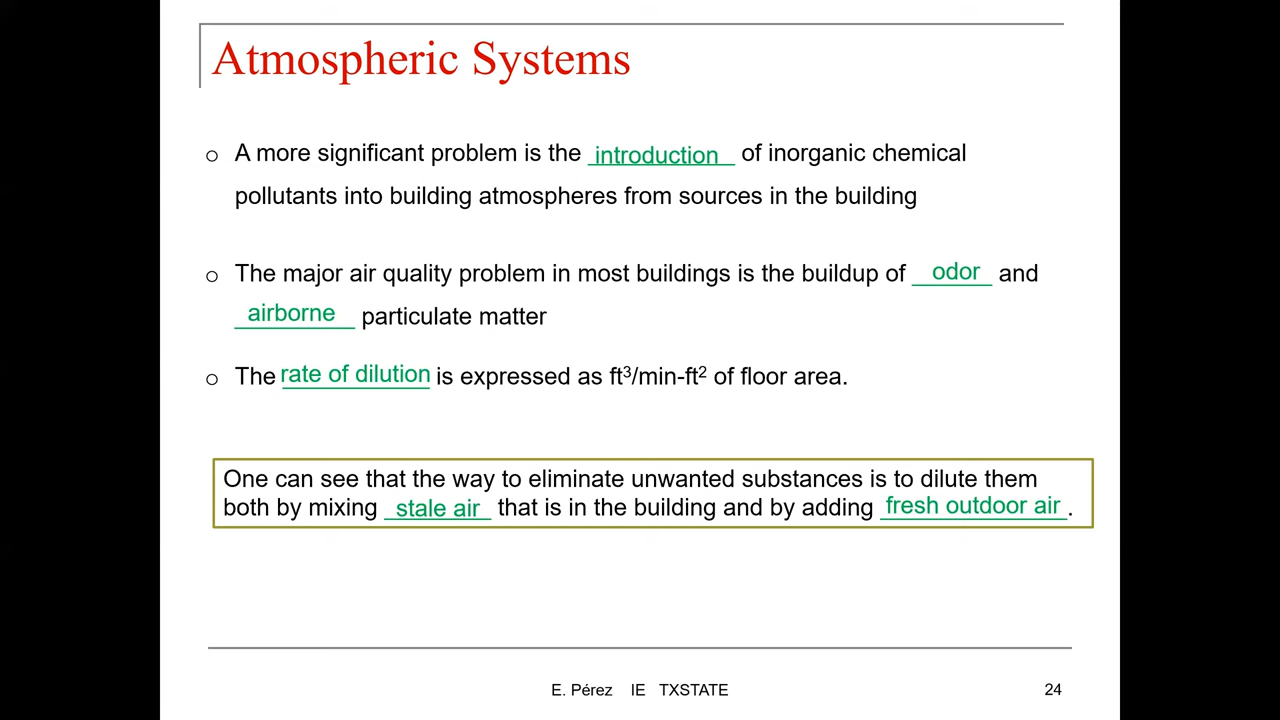 Atmospheric Systems
o A more significant problem is the introduction of inorganic chemical
pollutants into building atmospheres from sources in the building
o The major air quality problem in most buildings is the buildup of odor and
airborne particulate matter
o The rate of dilution is expressed as ft³/min-ft² of floor area.
One can see that the way to eliminate unwanted substances is to dilute them
both by mixing stale air that is in the building and by adding fresh outdoor air.
E. Pérez IE TXSTATE 24